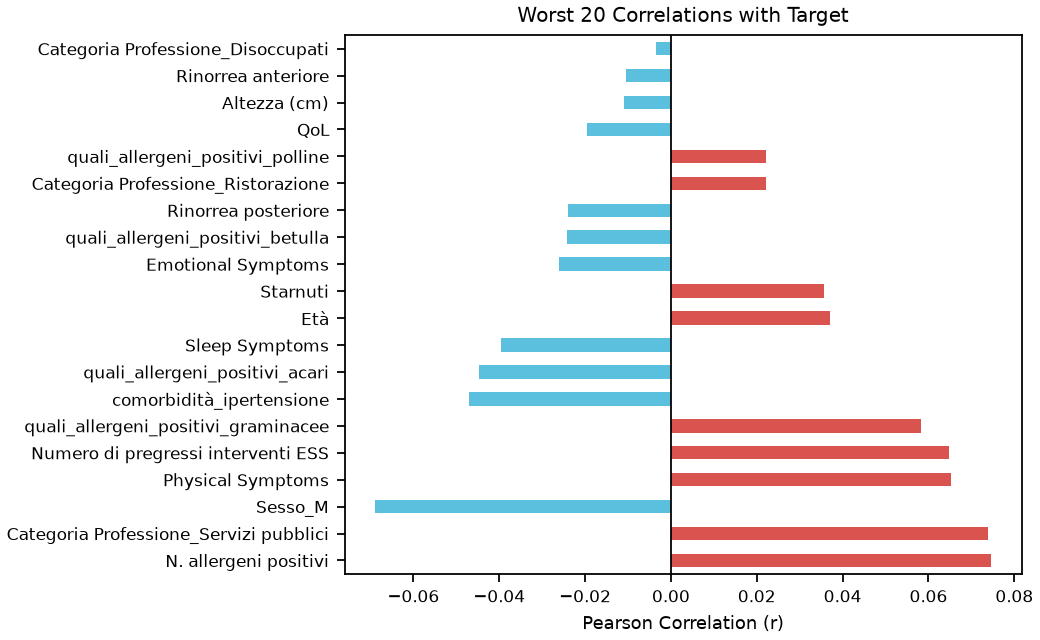 Worst 20 Correlations with Target
Categoria Professione_Disoccupati
Rinorrea anteriore
Altezza (cm)
QoL
quali_allergeni_positivi_polline
Categoria Professione_Ristorazione
Rinorrea posteriore
quali_allergeni_positivi_betulla
Emotional Symptoms
Starnuti
Età
Sleep Symptoms
quali_allergeni_positivi_acari
comorbidità_ipertensione
quali_allergeni_positivi_graminacee
Numero di pregressi interventi ESS
Physical Symptoms
Sesso_M
Categoria Professione_Servizi pubblici
N. allergeni positivi
−0.06 −0.04 −0.02 0.00 0.02 0.04 0.06 0.08
Pearson Correlation (r)